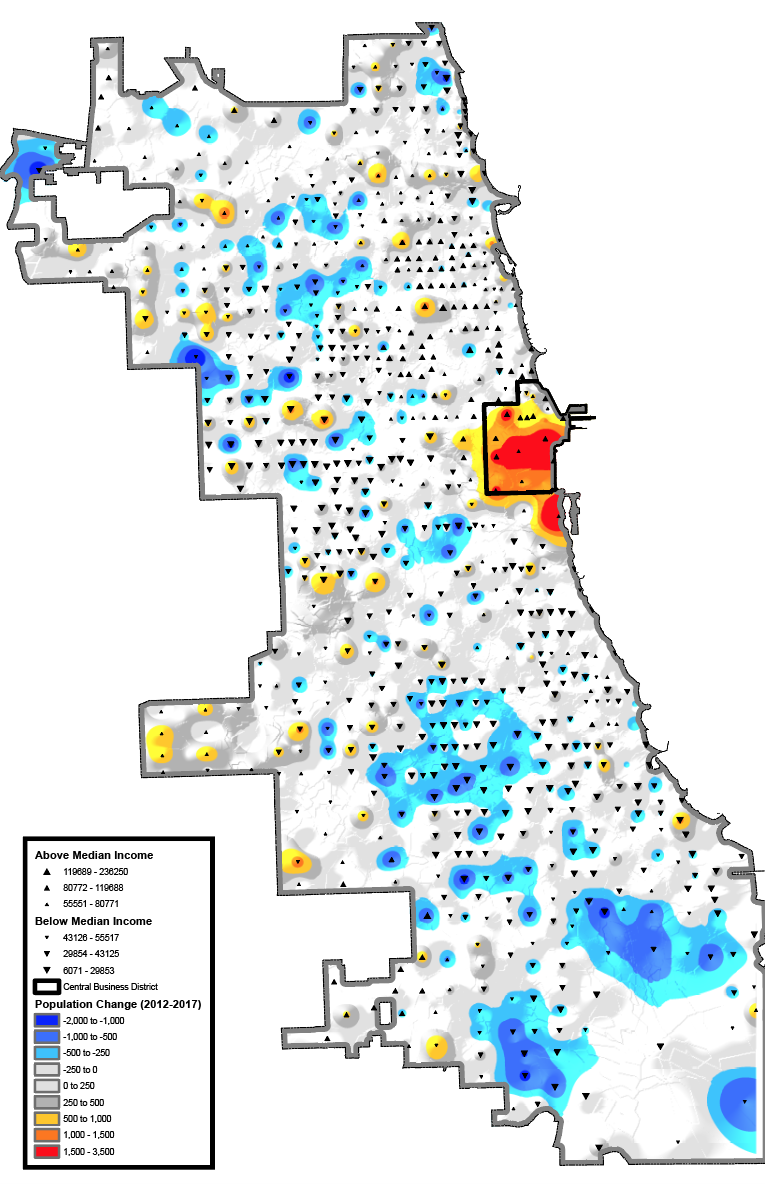 Above Median Income
119689 - 236250
80772 - 119688
55551 - 80771
Below Median Income
43126 - 55517
29854 - 43125
6071 - 29853
Central Business District
Population Change (2012-2017)
-2,000 to -1,000
-1,000 to -500
-500 to -250
-250 to 0
0 to 250
250 to 500
500 to 1,000
1,000 - 1,500
1,500 - 3,500